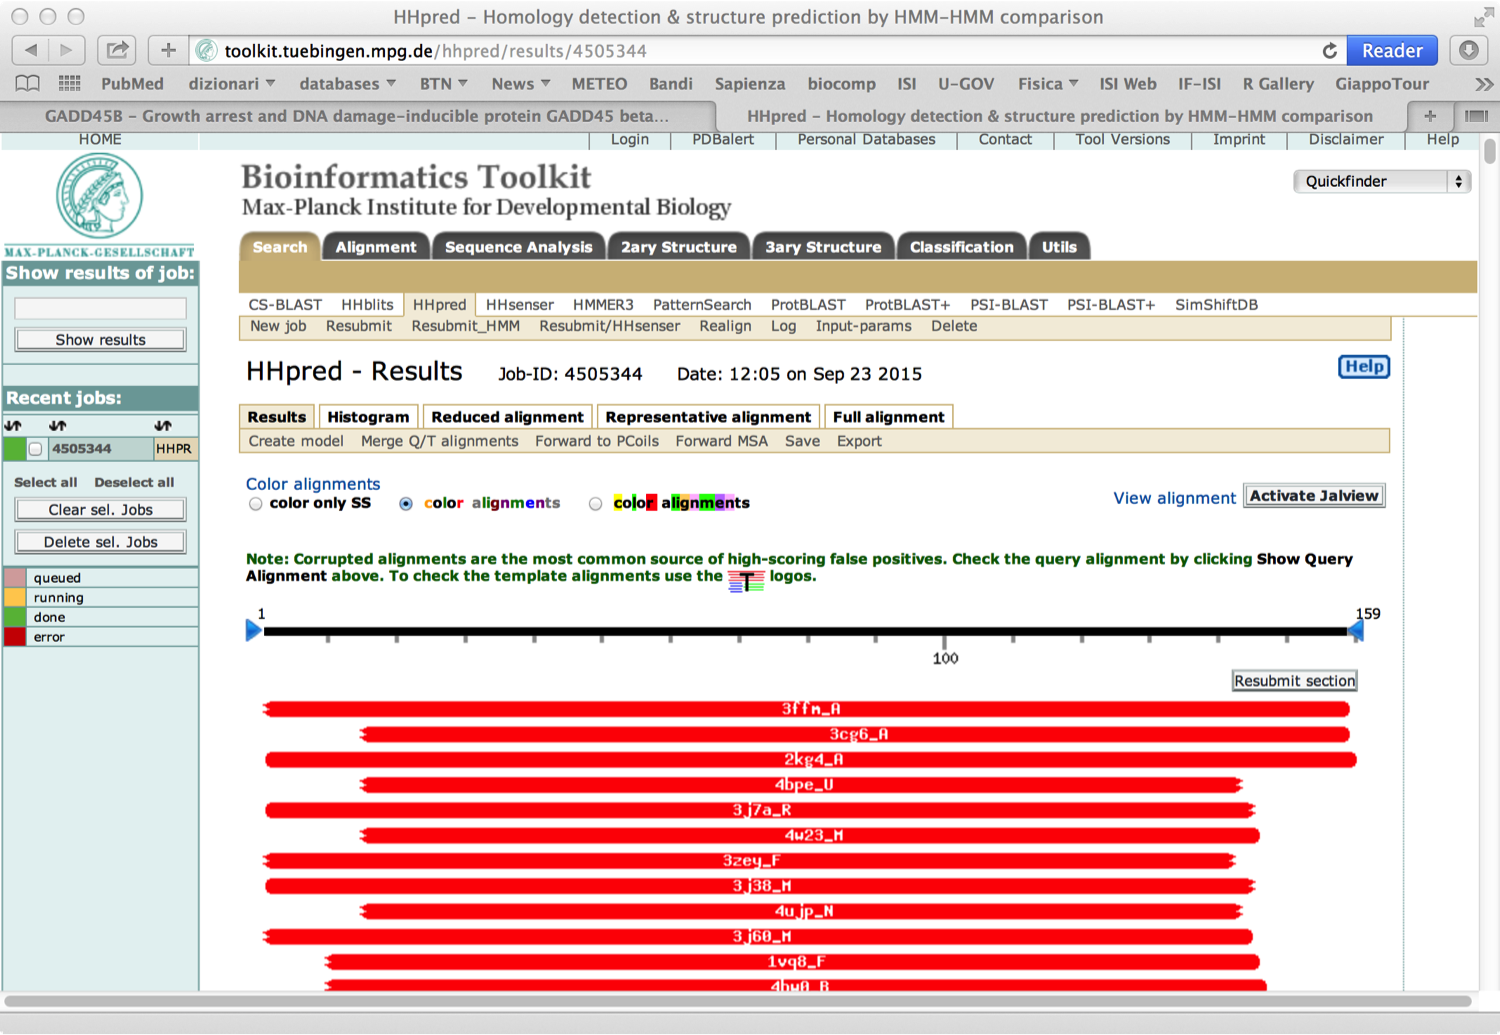 HHpred – Homology detection & structure prediction by HMM-HMM comparison
toolkit.tuebingen.mpg.de/hhpred/results/4505344
Reader
PubMed dizionari databases BTN News METEO Bandi Sapienza biocomp ISI U-GOV Fisica ISI Web IF-ISI R Gallery GiappoTour
GADD45B – Growth arrest and DNA damage-inducible protein GADD45 beta...
HHpred – Homology detection & structure prediction by HMM-HMM comparison
HOME
Login PDBalert Personal Databases Contact Tool Versions Imprint Disclaimer Help
Bioinformatics Toolkit
Max-Planck Institute for Developmental Biology
Quickfinder
MAX-PLANCK-GESELLSCHAFT
Search Alignment Sequence Analysis 2ary Structure 3ary Structure Classification Utils
Show results of job:
Show results
CS-BLAST HHblits HHpred HHsenser HMMER3 PatternSearch ProtBLAST ProtBLAST+ PSI-BLAST PSI-BLAST+ SimShiftDB
New job Resubmit Resubmit_HMM Resubmit/HHsenser Realign Log Input-params Delete
HHpred - Results Job-ID: 4505344 Date: 12:05 on Sep 23 2015
Help
Recent jobs:
4505344 HHPR
Select all Deselect all
Clear sel. Jobs
Delete sel. Jobs
queued
running
done
error
Results Histogram Reduced alignment Representative alignment Full alignment
Create model Merge Q/T alignments Forward to PCoils Forward MSA Save Export
Color alignments
color only SS color alignments color alignments
View alignment Activate Jalview
Note: Corrupted alignments are the most common source of high-scoring false positives. Check the query alignment by clicking Show Query
Alignment above. To check the template alignments use the T logos.
1 159
100
Resubmit section
3ffm_A
3cg6_A
2kg4_A
4bpe_U
3j7a_R
4w23_M
3zey_F
3j38_M
4ujp_N
3j60_M
1vq8_F
4bw0_B